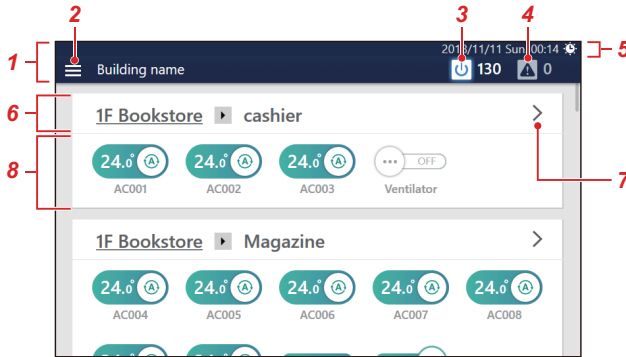 2 3 4
2018/11/11 Sun 00:14
5
1
Building name 130 0
6
1F Bookstore cashier
8
24.0° A 24.0° A 24.0° A OFF
7
AC001 AC002 AC003 Ventilator
1F Bookstore Magazine
24.0° A 24.0° A 24.0° A 24.0° A 24.0° A
AC004 AC005 AC006 AC007 AC008